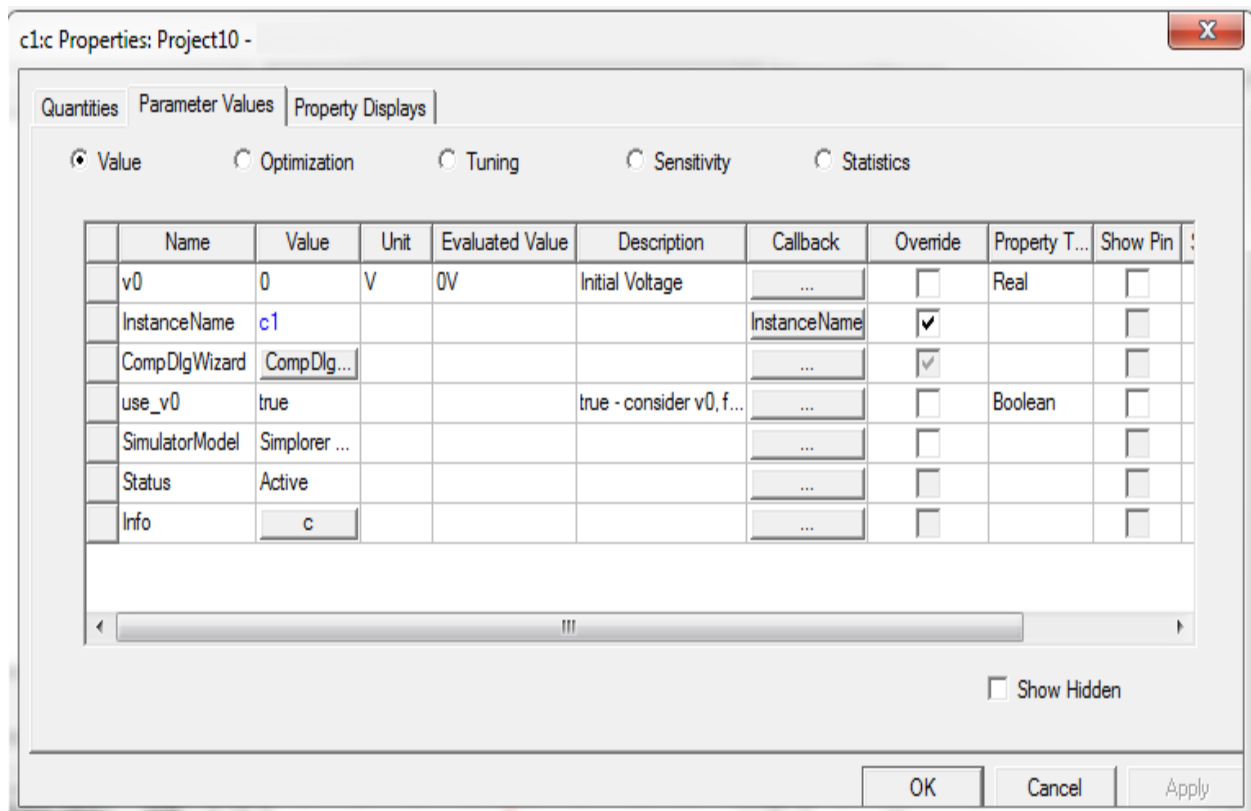 c1:c Properties: Project10 -
Quantities Parameter Values Property Displays
Value Optimization Tuning Sensitivity Statistics
Name Value Unit Evaluated Value Description Callback Override Property T... Show Pin
v0 0 V 0V Initial Voltage ... Real
InstanceName c1 InstanceName
CompDlgWizard CompDlg... ...
use_v0 true true - consider v0, f... ... Boolean
SimulatorModel Simplorer ... ...
Status Active ...
Info c ...
Show Hidden
OK Cancel Apply